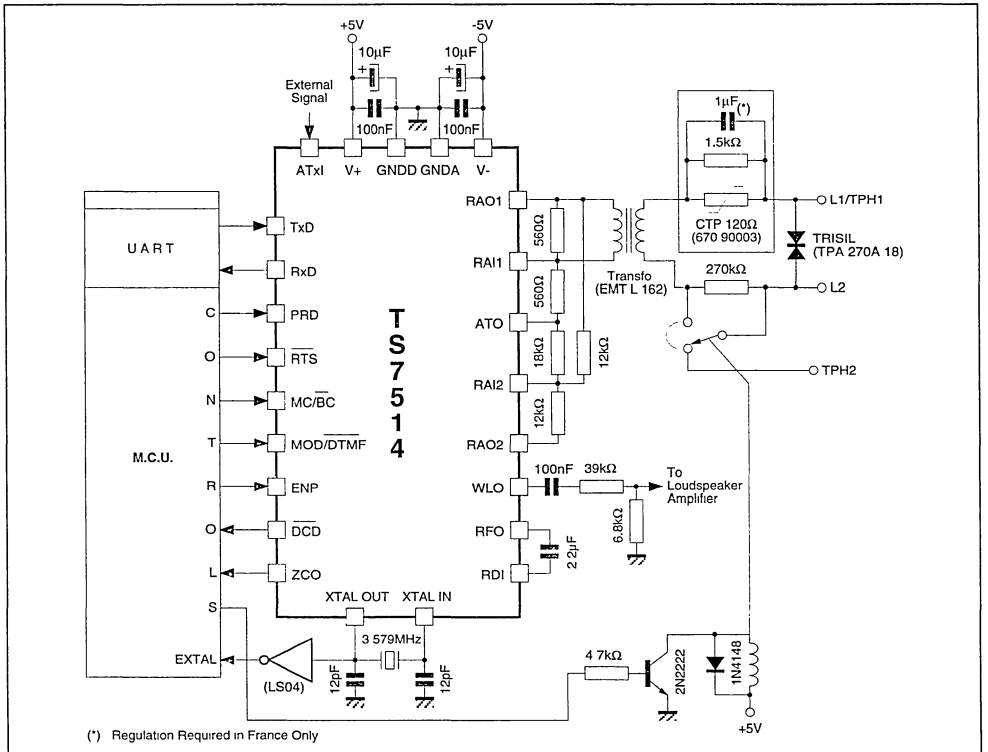 +5V
-5V
10µF
10µF
+
+
External
Signal
100nF
100nF
ATxI
V+
GNDD
GNDA
V-
1µF(*)
1.5kΩ
CTP 120Ω
(670 90003)
L1/TPH1
TRISIL
(TPA 270A 18)
270kΩ
L2
TPH2
Transfo
(EMT L 162)
UART
M.C.U.
C
O
N
T
R
O
L
S
EXTAL
TxD
RxD
PRD
RTS
MC/BC
MOD/DTMF
ENP
DCD
ZCO
TS7514
RAO1
RAI1
ATO
RAI2
RAO2
WLO
RFO
RDI
560Ω
560Ω
18kΩ
12kΩ
12kΩ
100nF
39kΩ
To
Loudspeaker
Amplifier
6.8kΩ
2 2µF
XTAL OUT
XTAL IN
3 579MHz
12pF
12pF
(LS04)
4 7kΩ
2N2222
1N4148
+5V
(*) Regulation Required in France Only